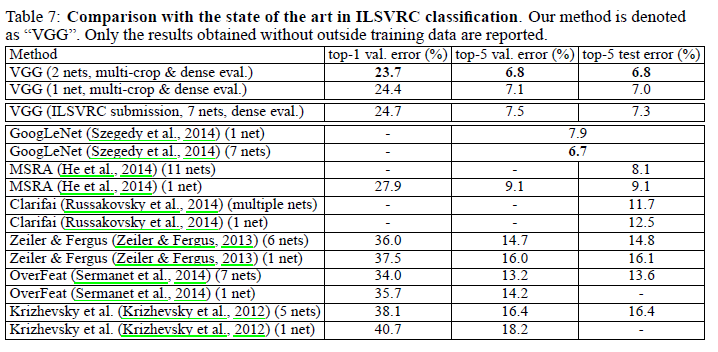 Table 7: Comparison with the state of the art in ILSVRC classification. Our method is denoted
as “VGG”. Only the results obtained without outside training data are reported.
Method top-1 val. error (%) top-5 val. error (%) top-5 test error (%)
VGG (2 nets, multi-crop & dense eval.) 23.7 6.8 6.8
VGG (1 net, multi-crop & dense eval.) 24.4 7.1 7.0
VGG (ILSVRC submission, 7 nets, dense eval.) 24.7 7.5 7.3
GoogLeNet (Szegedy et al., 2014) (1 net) - 7.9
GoogLeNet (Szegedy et al., 2014) (7 nets) - 6.7
MSRA (He et al., 2014) (11 nets) - - 8.1
MSRA (He et al., 2014) (1 net) 27.9 9.1 9.1
Clarifai (Russakovsky et al., 2014) (multiple nets) - - 11.7
Clarifai (Russakovsky et al., 2014) (1 net) - - 12.5
Zeiler & Fergus (Zeiler & Fergus, 2013) (6 nets) 36.0 14.7 14.8
Zeiler & Fergus (Zeiler & Fergus, 2013) (1 net) 37.5 16.0 16.1
OverFeat (Sermanet et al., 2014) (7 nets) 34.0 13.2 13.6
OverFeat (Sermanet et al., 2014) (1 net) 35.7 14.2 -
Krizhevsky et al. (Krizhevsky et al., 2012) (5 nets) 38.1 16.4 16.4
Krizhevsky et al. (Krizhevsky et al., 2012) (1 net) 40.7 18.2 -